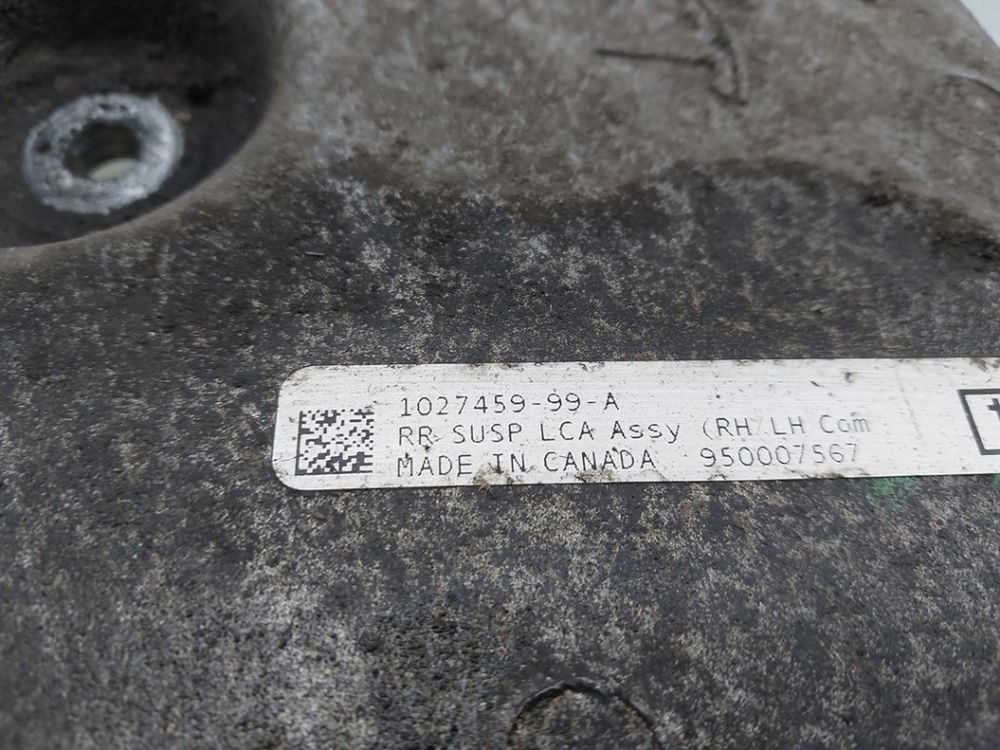 1027459-99-A
RR SUSP LCA Assy (RH/LH Com
MADE IN CANADA 950007567